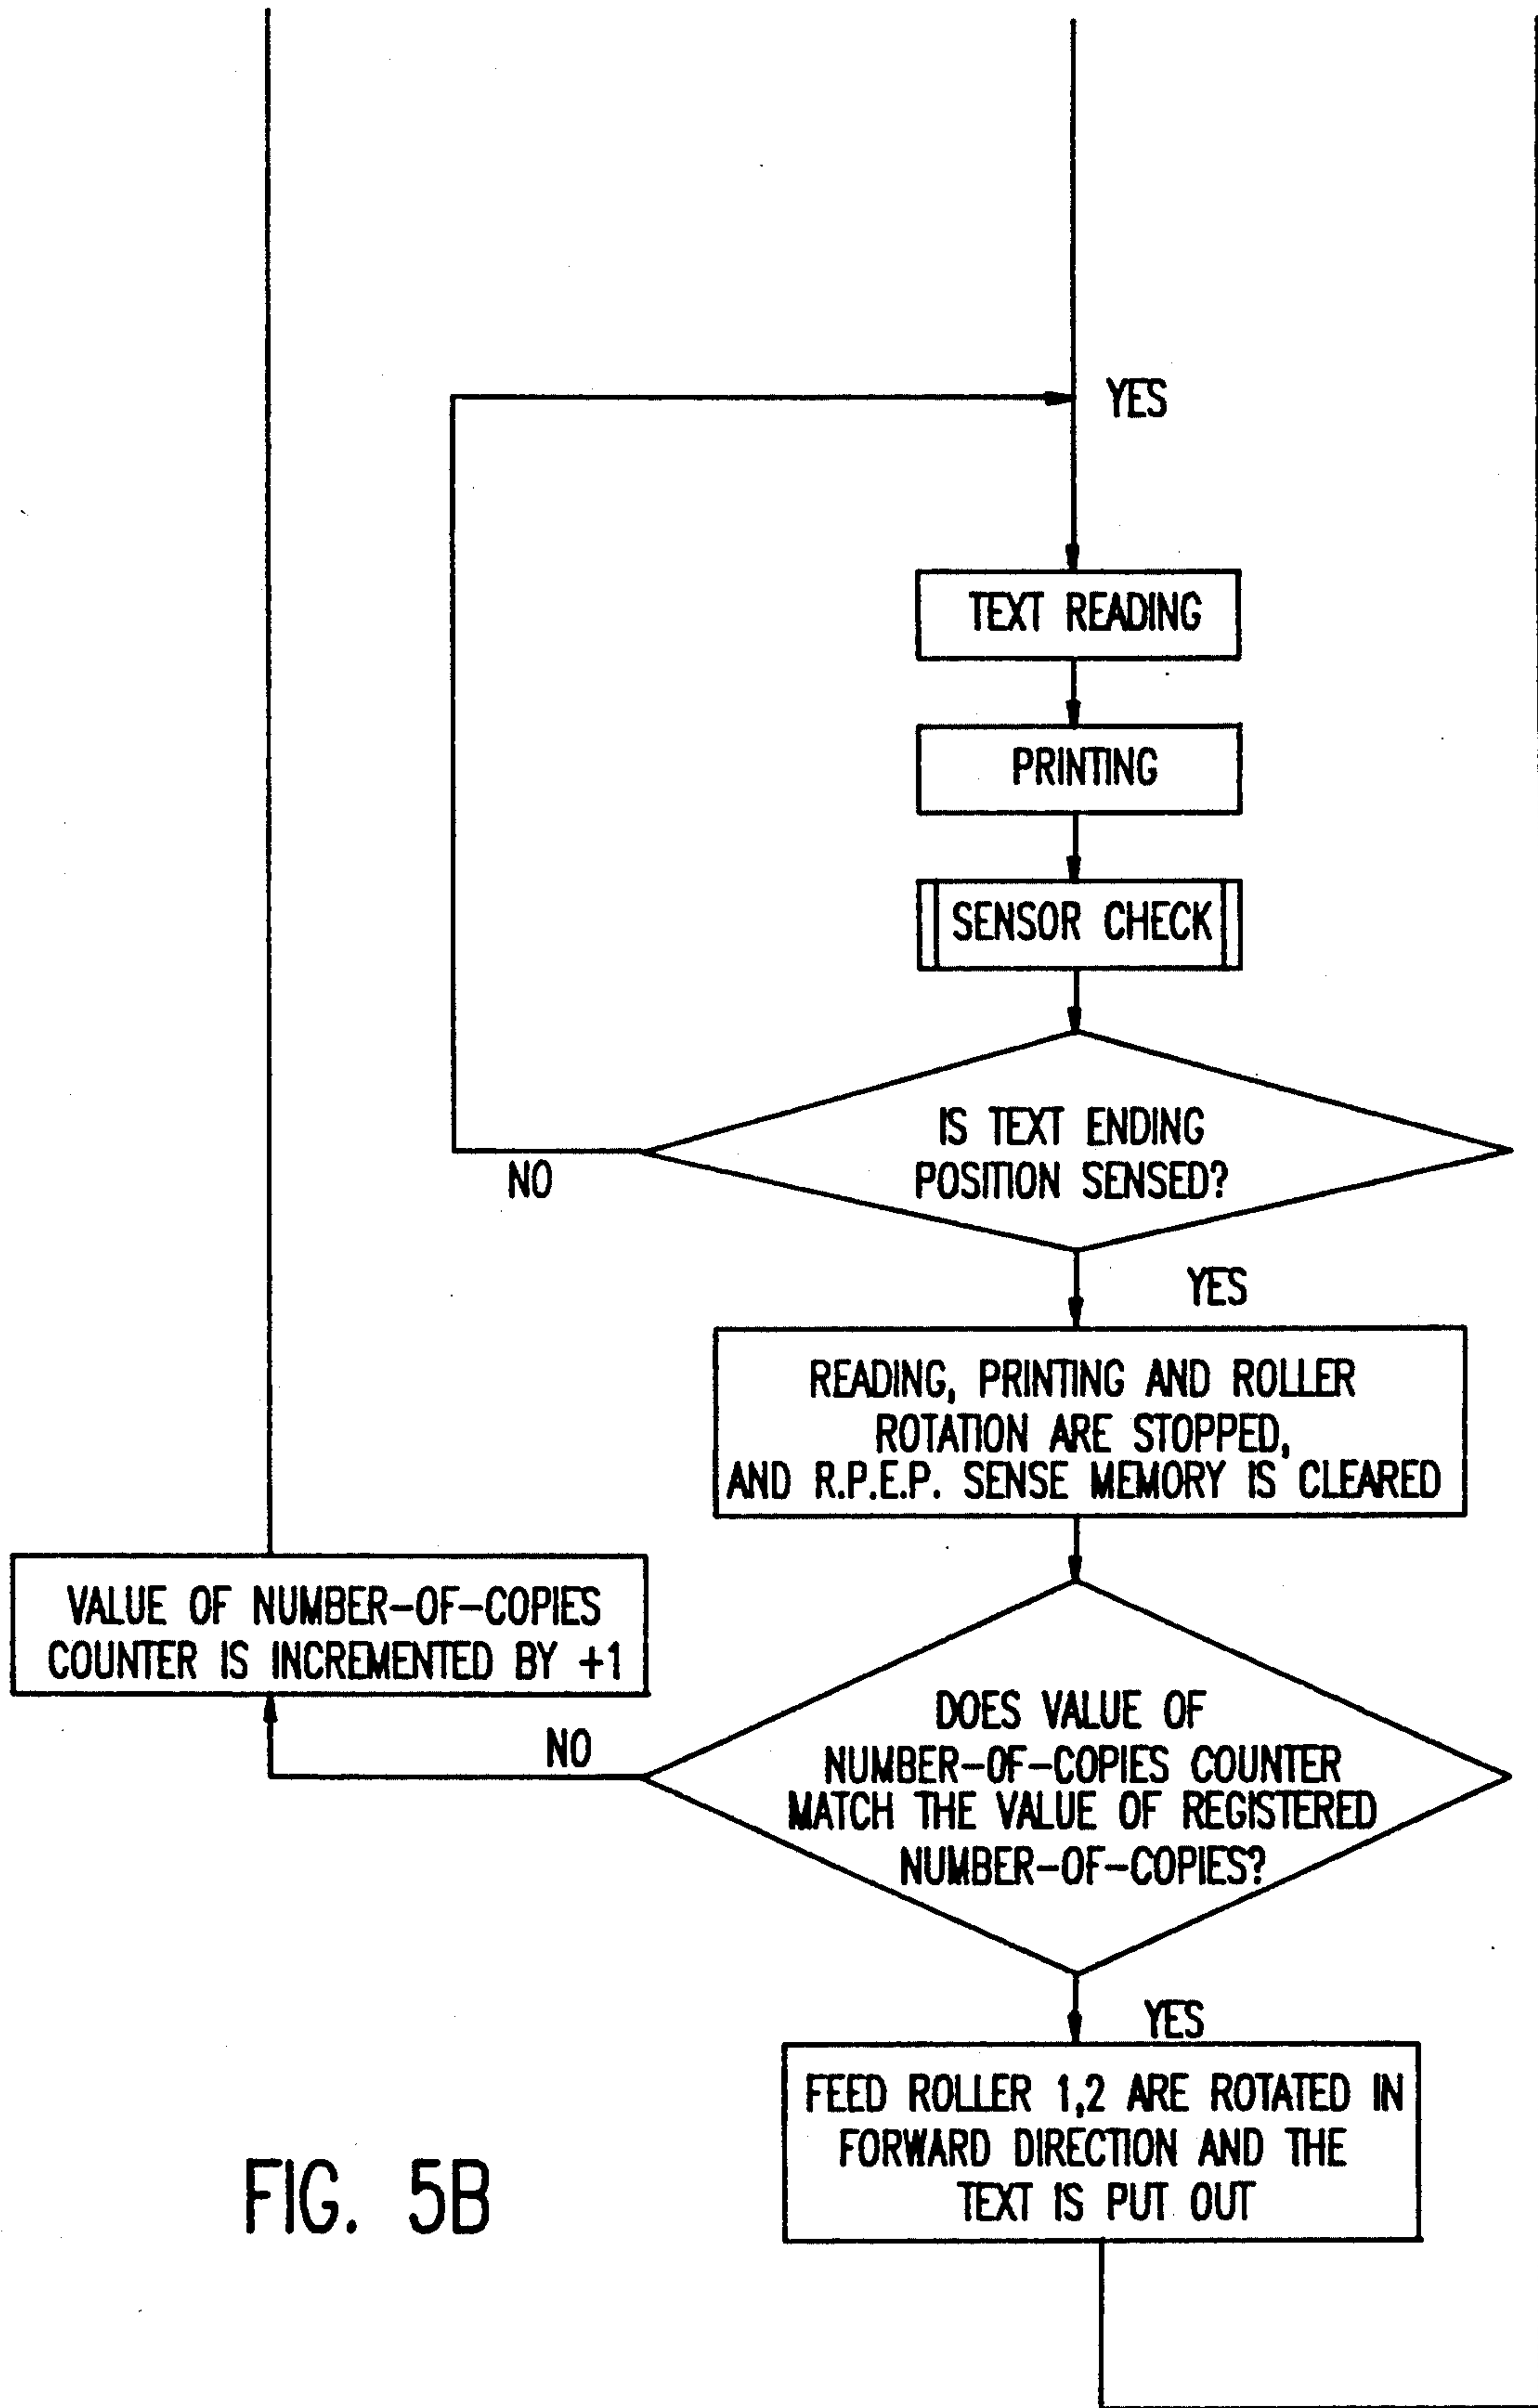 YES
TEXT READING
PRINTING
SENSOR CHECK
IS TEXT ENDING
POSITION SENSED?
NO
YES
READING, PRINTING AND ROLLER
ROTATION ARE STOPPED,
AND R.P.E.P. SENSE MEMORY IS CLEARED
VALUE OF NUMBER-OF-COPIES
COUNTER IS INCREMENTED BY +1
NO
DOES VALUE OF
NUMBER-OF-COPIES COUNTER
MATCH THE VALUE OF REGISTERED
NUMBER-OF-COPIES?
YES
FEED ROLLER 1,2 ARE ROTATED IN
FORWARD DIRECTION AND THE
TEXT IS PUT OUT
FIG. 5B